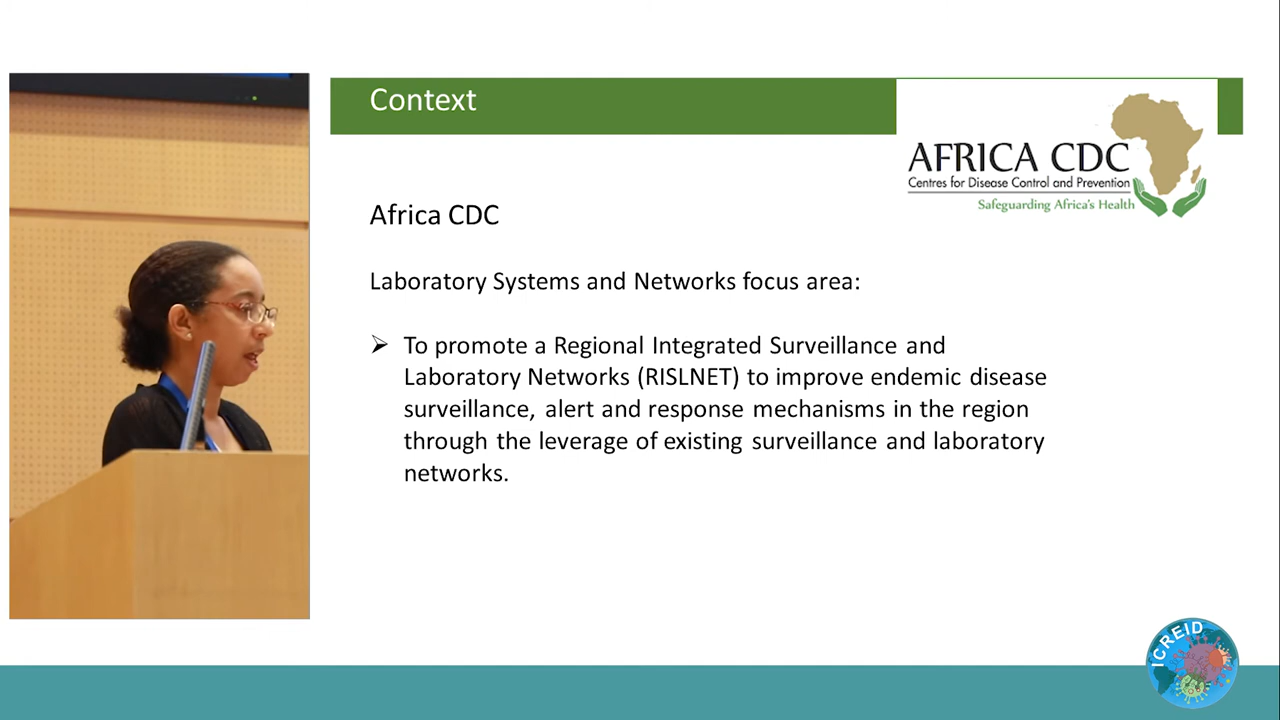 Context
AFRICA CDC
Centres for Disease Control and Prevention
Safeguarding Africa's Health
Africa CDC
Laboratory Systems and Networks focus area:
➢ To promote a Regional Integrated Surveillance and
Laboratory Networks (RISLNET) to improve endemic disease
surveillance, alert and response mechanisms in the region
through the leverage of existing surveillance and laboratory
networks.
ICREID